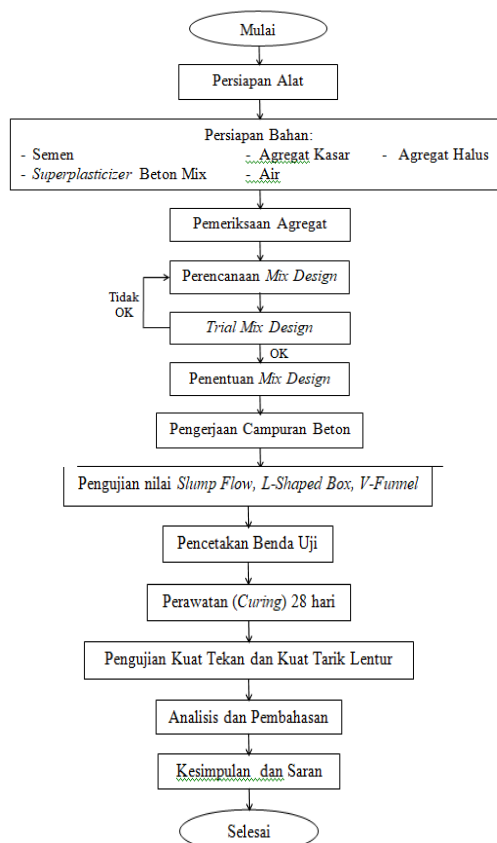 Mulai
Persiapan Alat
Persiapan Bahan:
- Semen - Agregat Kasar - Agregat Halus
- Superplasticizer Beton Mix - Air
Pemeriksaan Agregat
Perencanaan Mix Design
Tidak
OK
Trial Mix Design
OK
Penentuan Mix Design
Pengerjaan Campuran Beton
Pengujian nilai Slump Flow, L-Shaped Box, V-Funnel
Pencetakan Benda Uji
Perawatan (Curing) 28 hari
Pengujian Kuat Tekan dan Kuat Tarik Lentur
Analisis dan Pembahasan
Kesimpulan dan Saran
Selesai